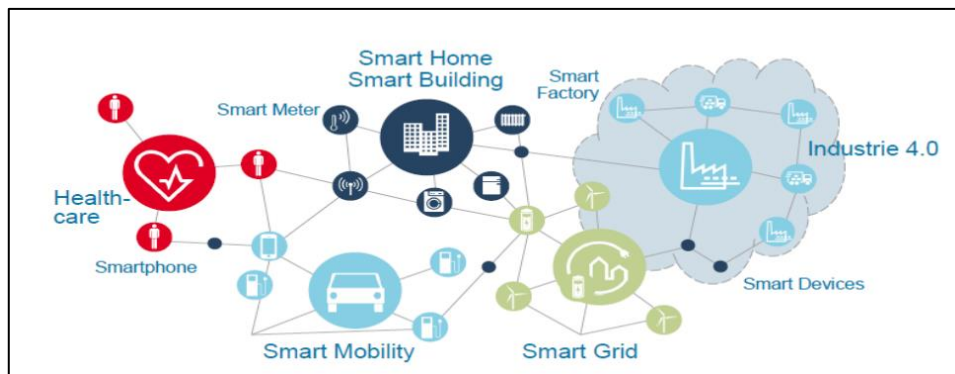 Smart Home
Smart Building
Smart
Factory
Smart Meter
Industrie 4.0
Health-
care
Smartphone
Smart Devices
Smart Mobility
Smart Grid